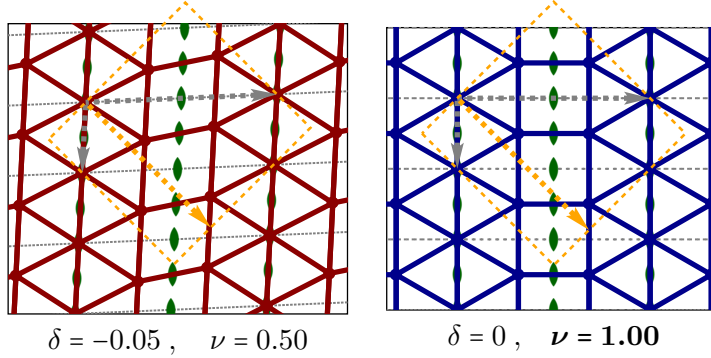 δ = −0.05 , ν = 0.50
δ = 0 , ν = 1.00